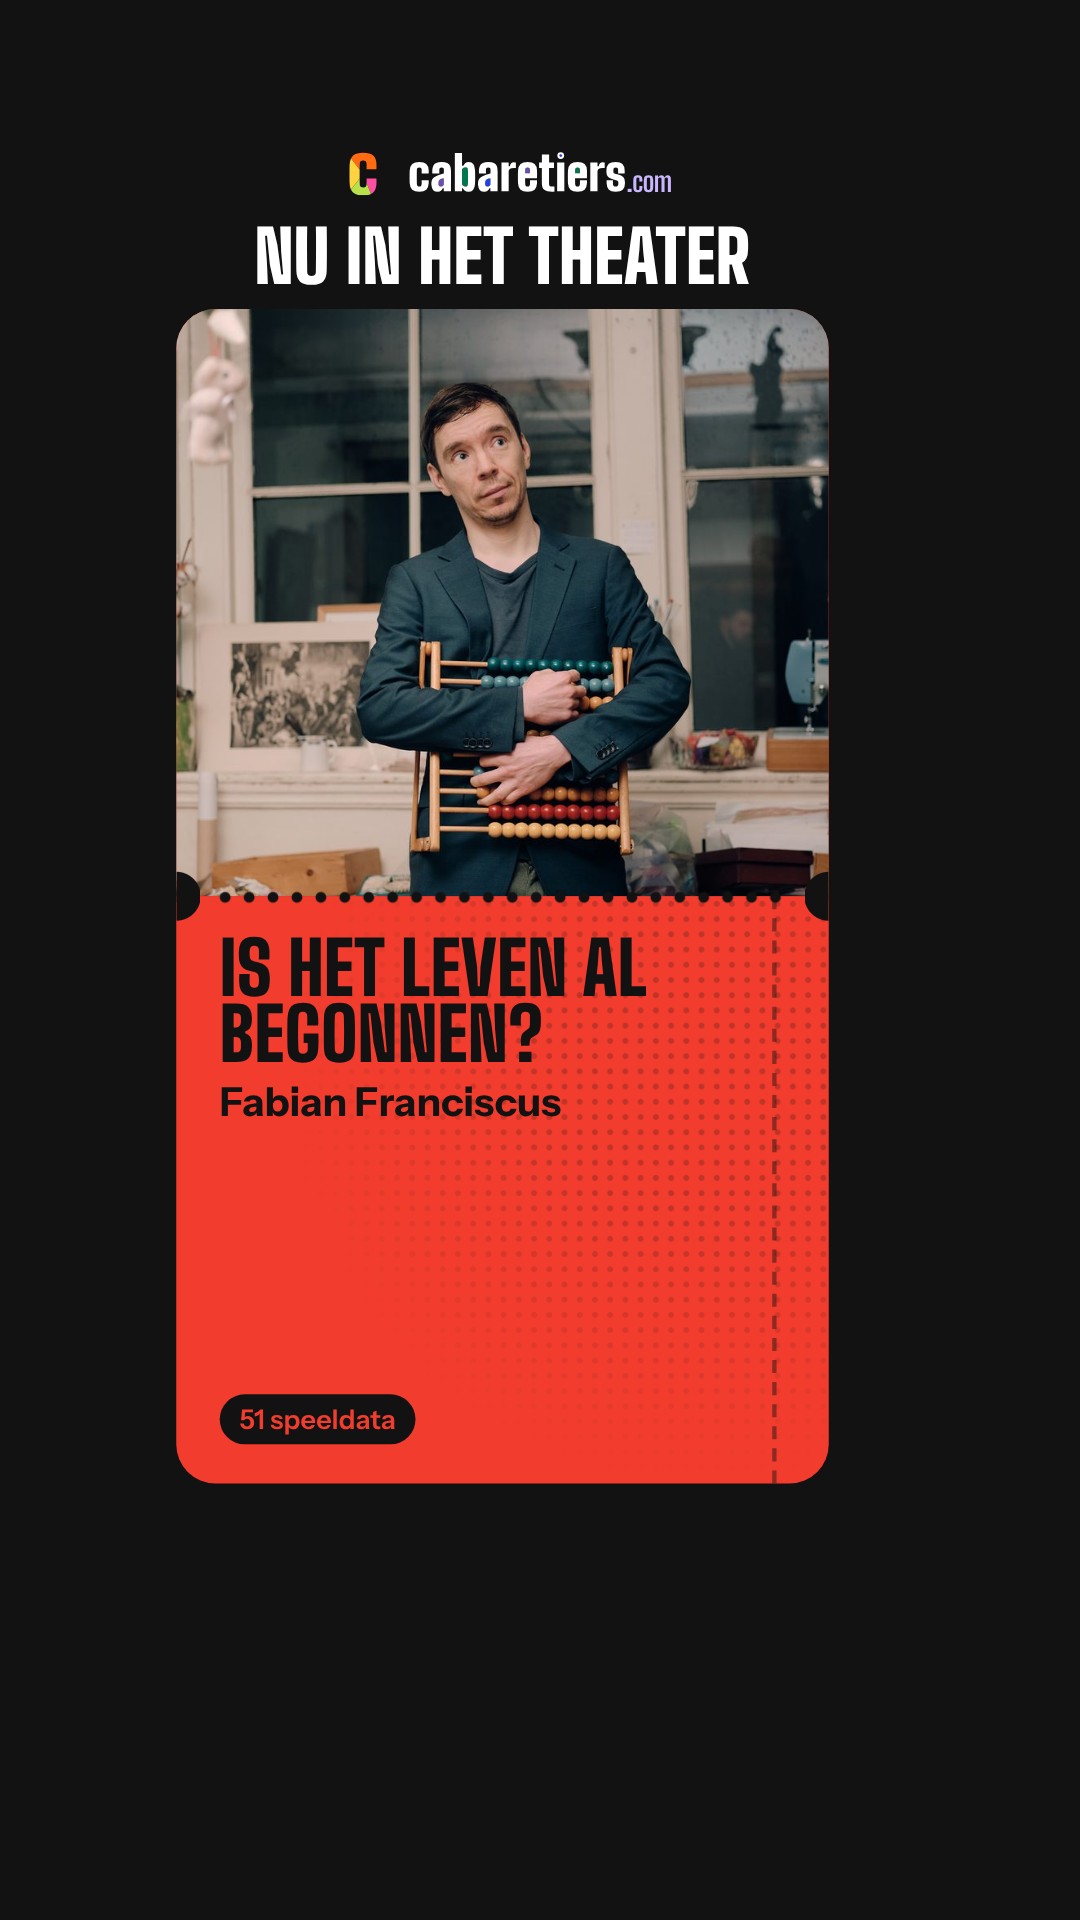 cabaretiers.com
NU IN HET THEATER
IS HET LEVEN AL
BEGONNEN?
Fabian Franciscus
51 speeldata